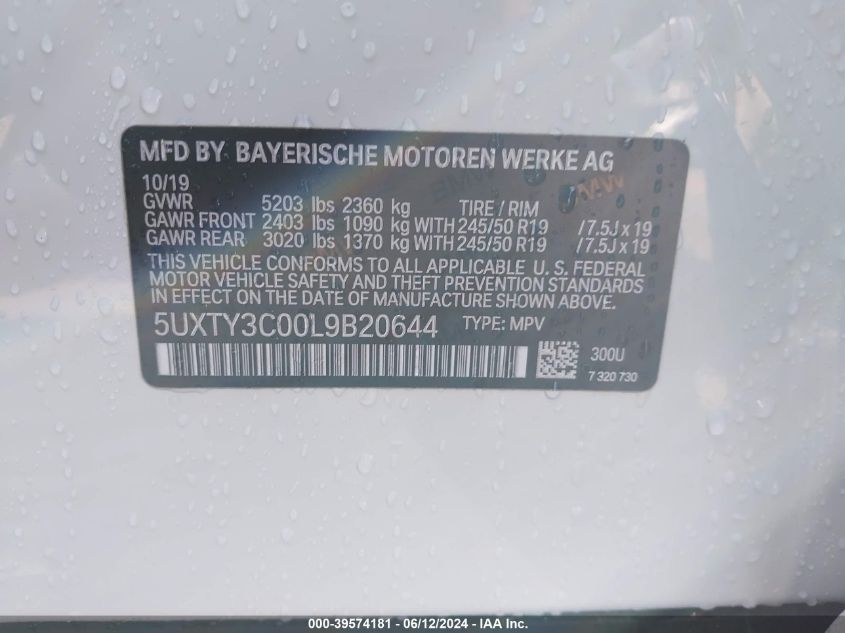 MFD BY BAYERISCHE MOTOREN WERKE AG
10/19
GVWR 5203 lbs 2360 kg TIRE / RIM
GAWR FRONT 2403 lbs 1090 kg WITH 245/50 R19 / 7.5J x 19
GAWR REAR 3020 lbs 1370 kg WITH 245/50 R19 / 7.5J x 19
THIS VEHICLE CONFORMS TO ALL APPLICABLE U. S. FEDERAL
MOTOR VEHICLE SAFETY AND THEFT PREVENTION STANDARDS
IN EFFECT ON THE DATE OF MANUFACTURE SHOWN ABOVE.
5UXTY3C00L9B20644 TYPE: MPV
300U
7 320 730
000-39574181 - 06/12/2024 - IAA Inc.